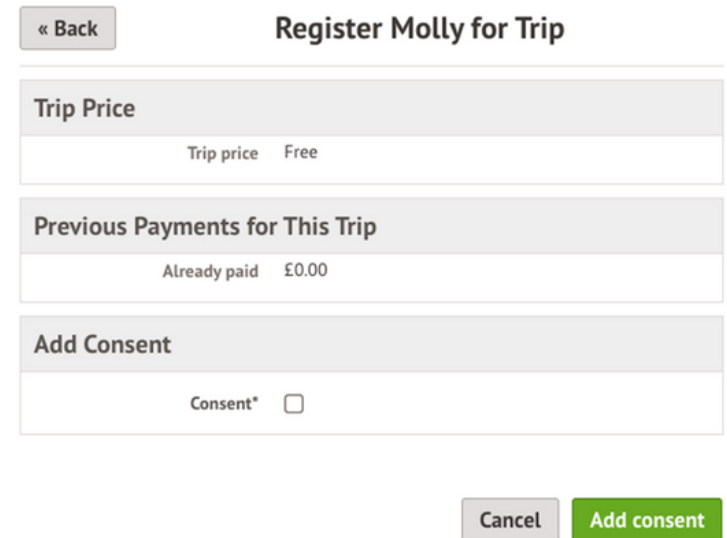 « Back
Register Molly for Trip
Trip Price
Trip price Free
Previous Payments for This Trip
Already paid £0.00
Add Consent
Consent*
Cancel
Add consent